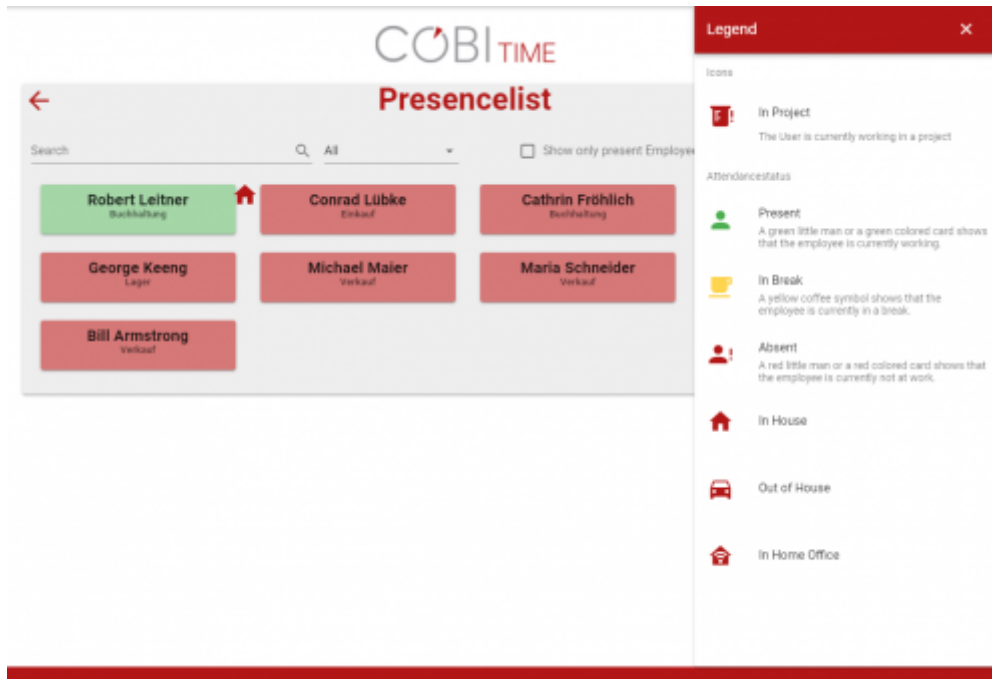 COBI TIME
Presencelist
Search
All
Show only present Employee
Robert Leitner
Buchhaltung
Conrad Lübke
Einkauf
Cathrin Fröhlich
Buchhaltung
George Keeng
Lager
Michael Maier
Verkauf
Maria Schneider
Verkauf
Bill Armstrong
Verkauf
Legend
Icons
In Project
The User is currently working in a project
Attendancestatus
Present
A green little man or a green colored card shows
that the employee is currently working.
In Break
A yellow coffee symbol shows that the
employee is currently in a break.
Absent
A red little man or a red colored card shows that
the employee is currently not at work.
In House
Out of House
In Home Office